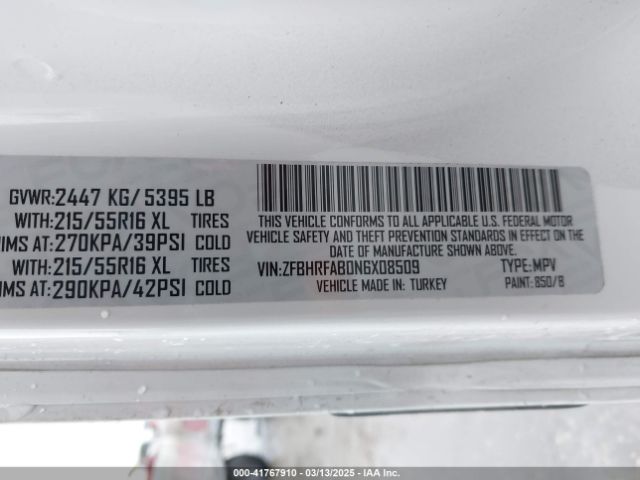 GVWR:2447 KG/ 5395 LB
WITH:215/55R16 XL TIRES
IMS AT:270KPA/39PSI COLD
WITH:215/55R16 XL TIRES
IMS AT:290KPA/42PSI COLD
THIS VEHICLE CONFORMS TO ALL APPLICABLE U.S. FEDERAL MOTOR
VEHICLE SAFETY AND THEFT PREVENTION STANDARDS IN EFFECT ON THE
DATE OF MANUFACTURE SHOWN ABOVE.
VIN:ZFBHRFAB0N6X08509 TYPE:MPV
VEHICLE MADE IN: TURKEY PAINT: 850/B
000-41767910 - 03/13/2025 - IAA Inc.